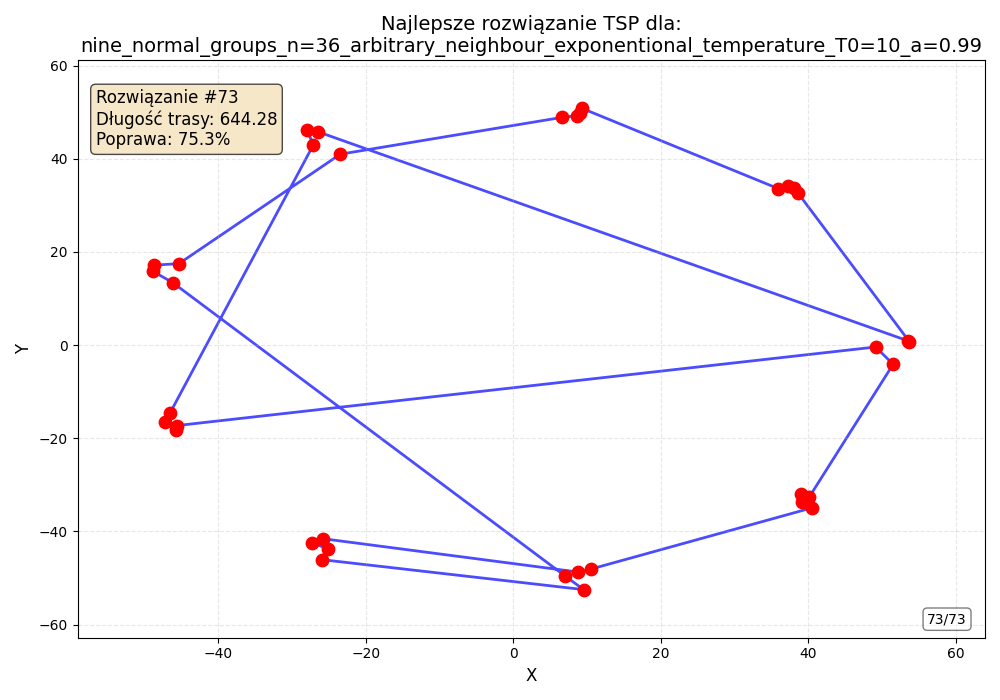 Najlepsze rozwiązanie TSP dla:
nine_normal_groups_n=36_arbitrary_neighbour_exponentional_temperature_T0=10_a=0.99
Rozwiązanie #73
Długość trasy: 644.28
Poprawa: 75.3%
60
40
20
0
−20
−40
−60
Y
73/73
−40
−20
0
20
40
60
X